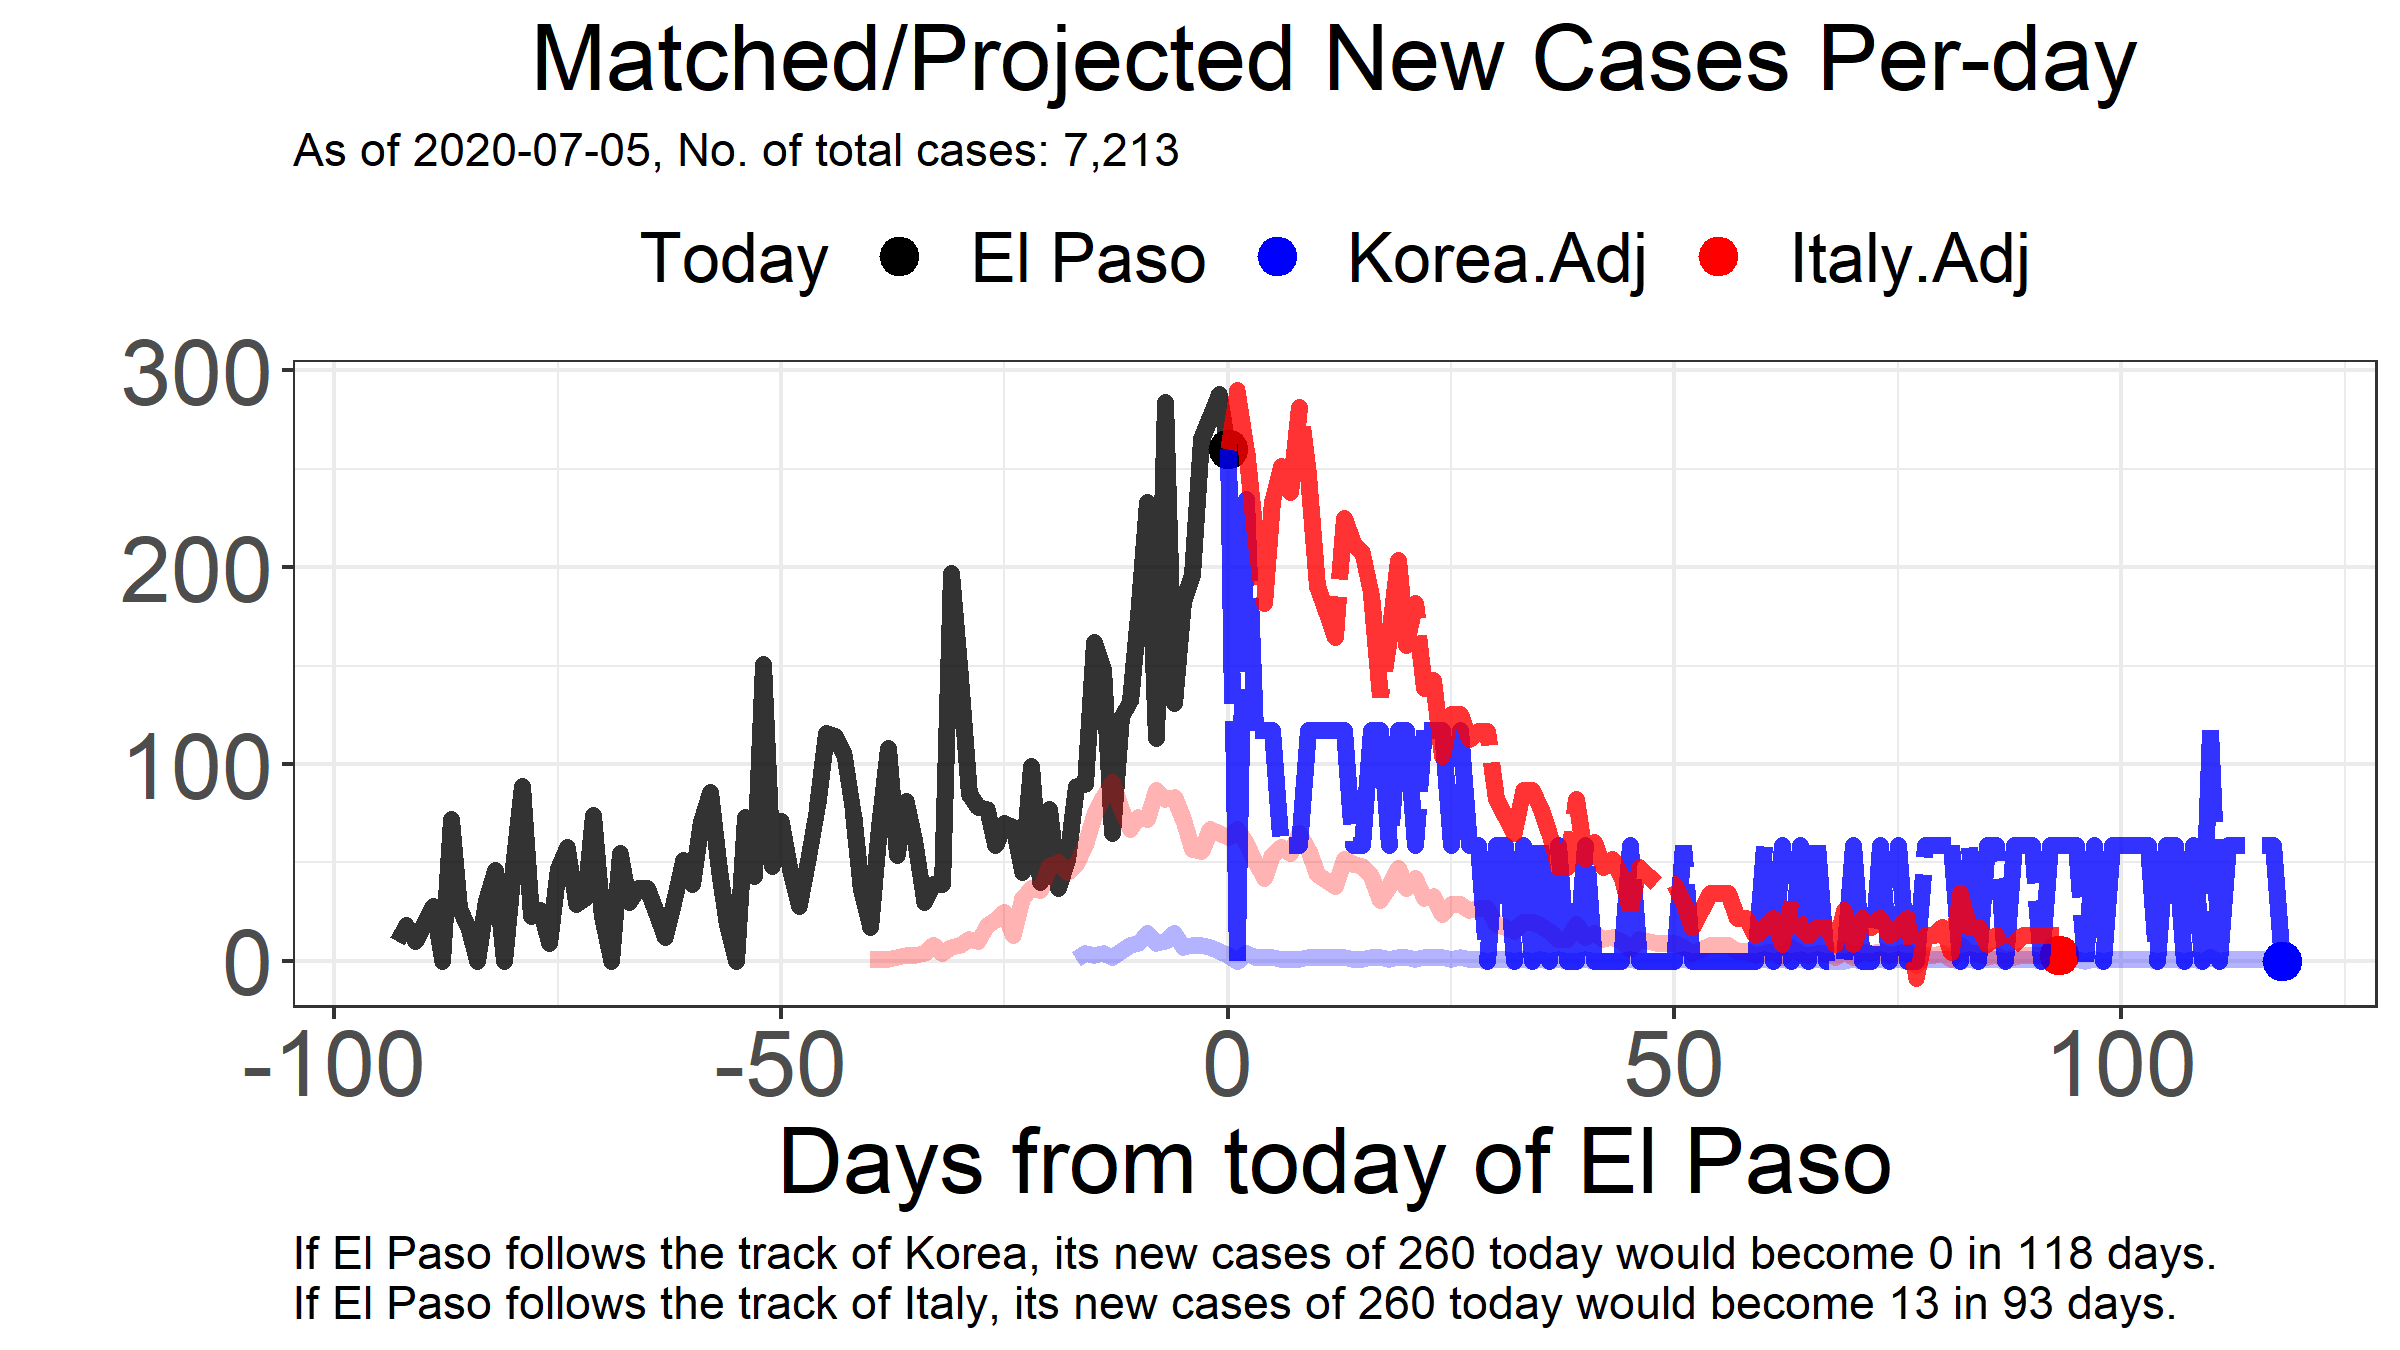 Matched/Projected New Cases Per-day
As of 2020-07-05, No. of total cases: 7,213
Today El Paso Korea.Adj Italy.Adj
300
200
100
0
-100 -50 0 50 100
Days from today of El Paso
If El Paso follows the track of Korea, its new cases of 260 today would become 0 in 118 days.
If El Paso follows the track of Italy, its new cases of 260 today would become 13 in 93 days.